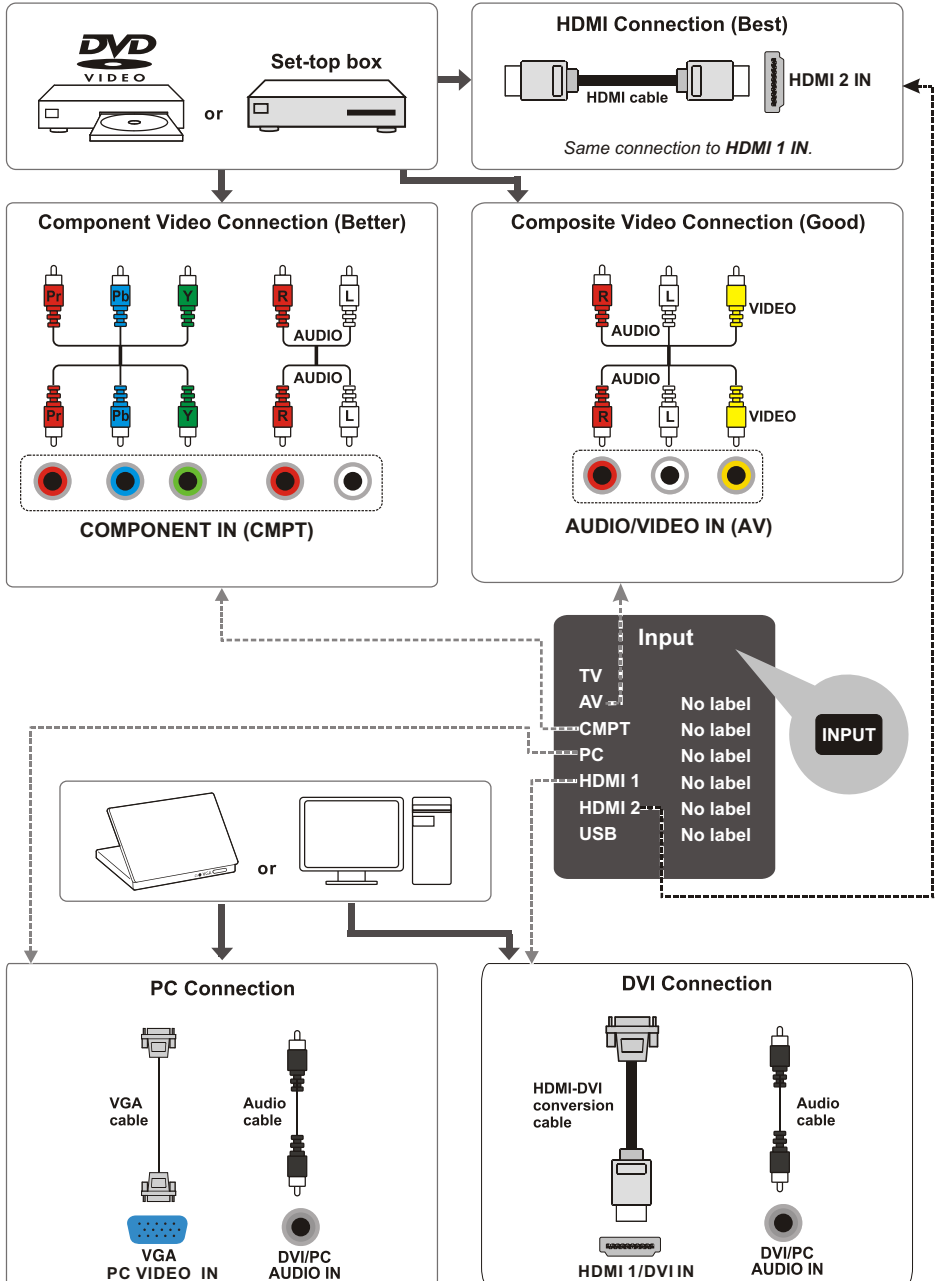 DVD
VIDEO
or
Set-top box
HDMI Connection (Best)
HDMI cable
HDMI 2 IN
Same connection to HDMI 1 IN.
Component Video Connection (Better)
Pr Pb Y R L
AUDIO
AUDIO
Pr Pb Y R L
COMPONENT IN (CMPT)
Composite Video Connection (Good)
R L VIDEO
AUDIO
AUDIO
R L VIDEO
AUDIO/VIDEO IN (AV)
Input
TV
AV No label
CMPT No label
PC No label
HDMI 1 No label
HDMI 2 No label
USB No label
INPUT
or
PC Connection
VGA
cable
Audio
cable
VGA
PC VIDEO IN
DVI/PC
AUDIO IN
DVI Connection
HDMI-DVI
conversion
cable
Audio
cable
HDMI 1/DVI IN
DVI/PC
AUDIO IN